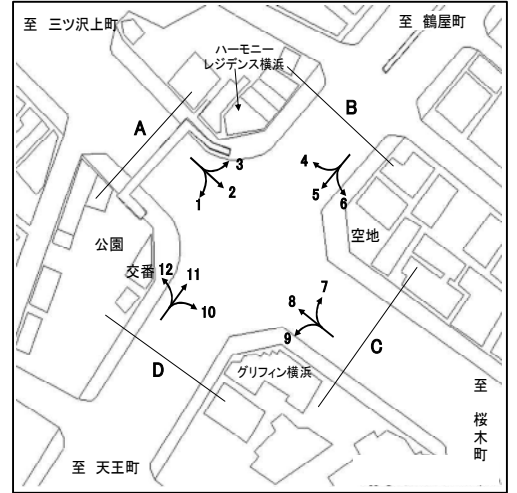 至 三ツ沢上町
至 鶴屋町
ハーモニー
レジデンス横浜
A
B
3
2
1
4
5
6
公園
空地
交番
12
11
10
7
8
9
D
C
グリフィン横浜
至 天王町
至
桜
木
町